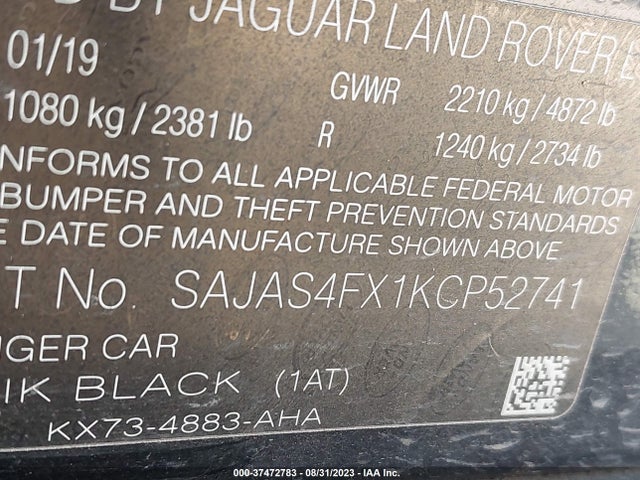 BY JAGUAR LAND ROVER
01/19 GVWR 2210 kg / 4872 lb
1080 kg / 2381 lb R 1240 kg / 2734 lb
NFORMS TO ALL APPLICABLE FEDERAL MOTOR
BUMPER AND THEFT PREVENTION STANDARDS
E DATE OF MANUFACTURE SHOWN ABOVE.
T No. SAJAS4FX1KCP52741
NGER CAR
IK BLACK (1AT)
KX73-4883-AHA
000-37472783 - 08/31/2023 - IAA Inc.